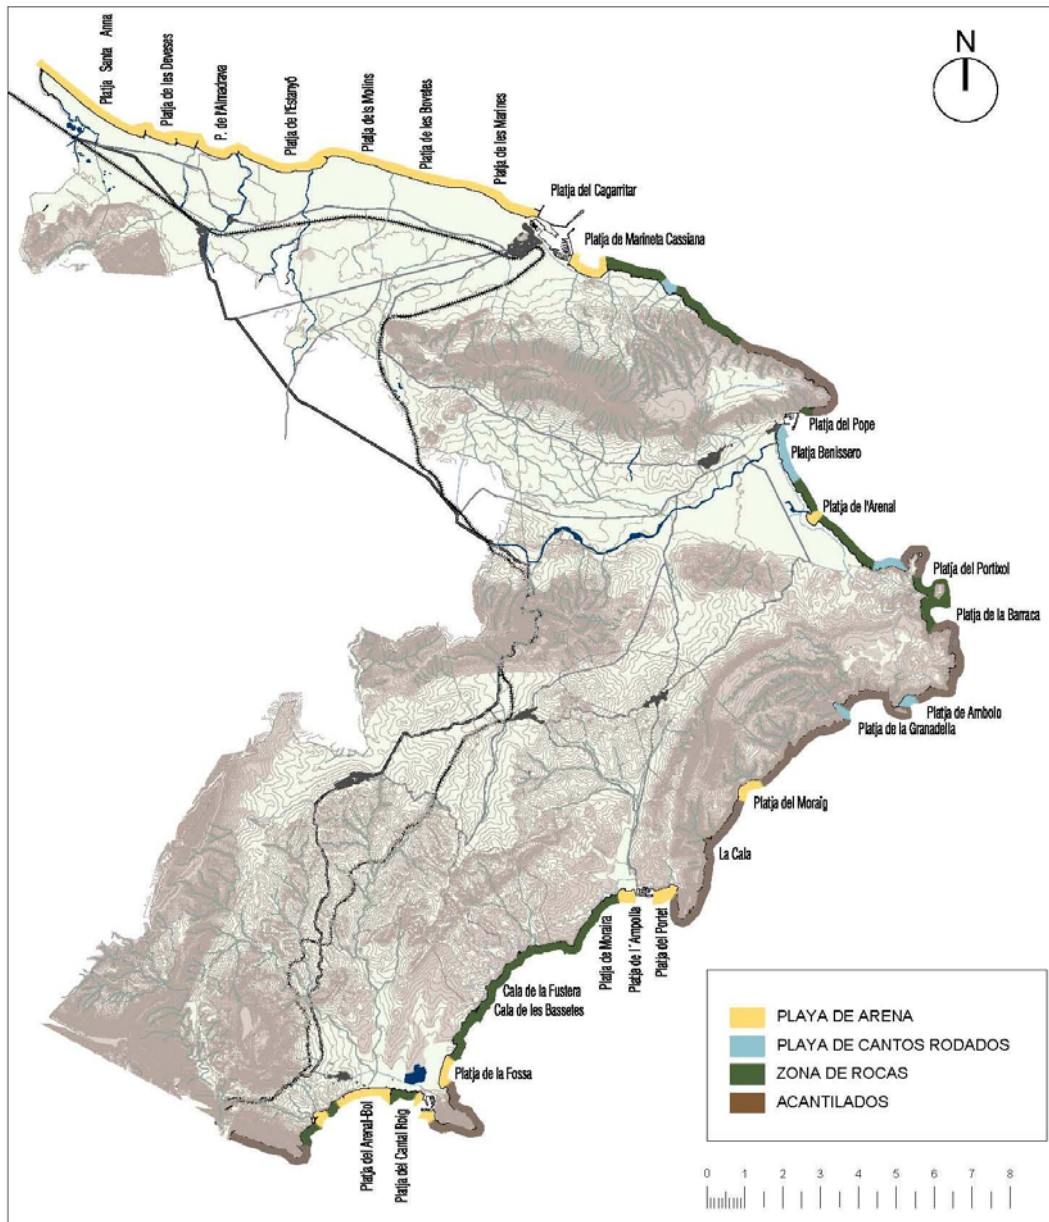 Platja Santa Anna
Platja de les Deveses
P. de l'Almadrava
Platja de l'Estanyó
Platja de ls Molins
Platja de les Bovetes
Platja de les Marines
N
Platja del Cagarritar
Platja de Marineta Cassiana
Platja del Pope
Platja Benissero
Platja de l'Arenal
Platja del Portixol
Platja de la Barraca
Platja de Ambolo
Platja de la Granadella
Platja del Moraig
La Cala
Platja de Moraira
Platja de l´Ampolla
Platja del Portet
Cala de la Fustera
Cala de les Bassetes
Platja de la Fossa
Platja del Arenal-Bol
Platja del Cantal Roig
PLAYA DE ARENA
PLAYA DE CANTOS RODADOS
ZONA DE ROCAS
ACANTILADOS
0 1 2 3 4 5 6 7 8